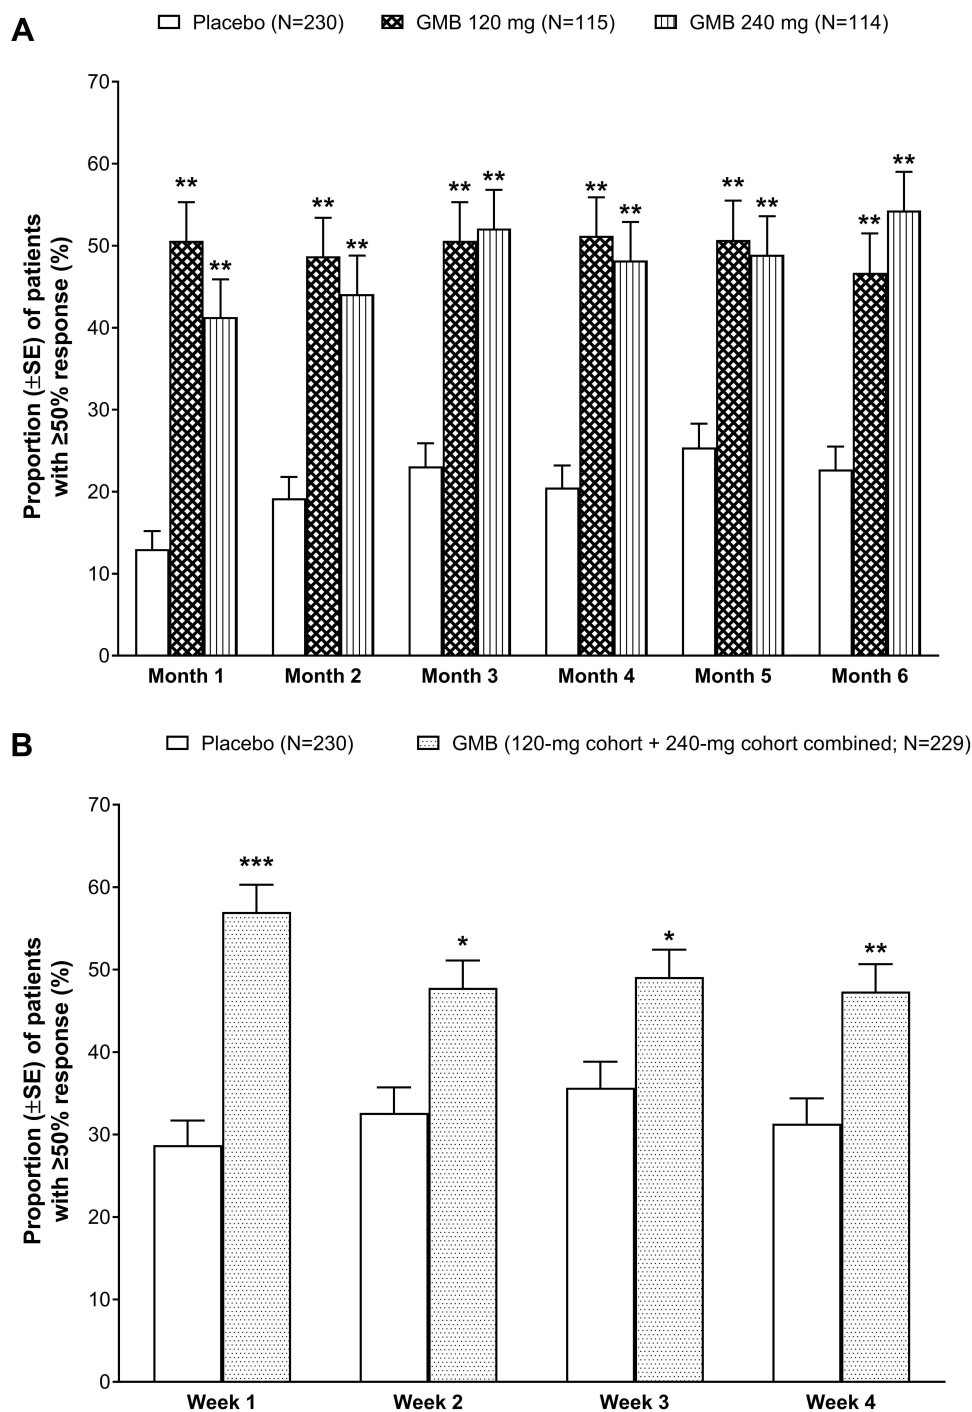 A
Placebo (N=230) GMB 120 mg (N=115) GMB 240 mg (N=114)
Proportion (±SE) of patients
with ≥50% response (%)
70
60
50
40
30
20
10
0
** ** ** ** ** ** ** ** ** ** ** **
Month 1 Month 2 Month 3 Month 4 Month 5 Month 6
B
Placebo (N=230) GMB (120-mg cohort + 240-mg cohort combined; N=229)
Proportion (±SE) of patients
with ≥50% response (%)
70
60
50
40
30
20
10
0
*** * * **
Week 1 Week 2 Week 3 Week 4